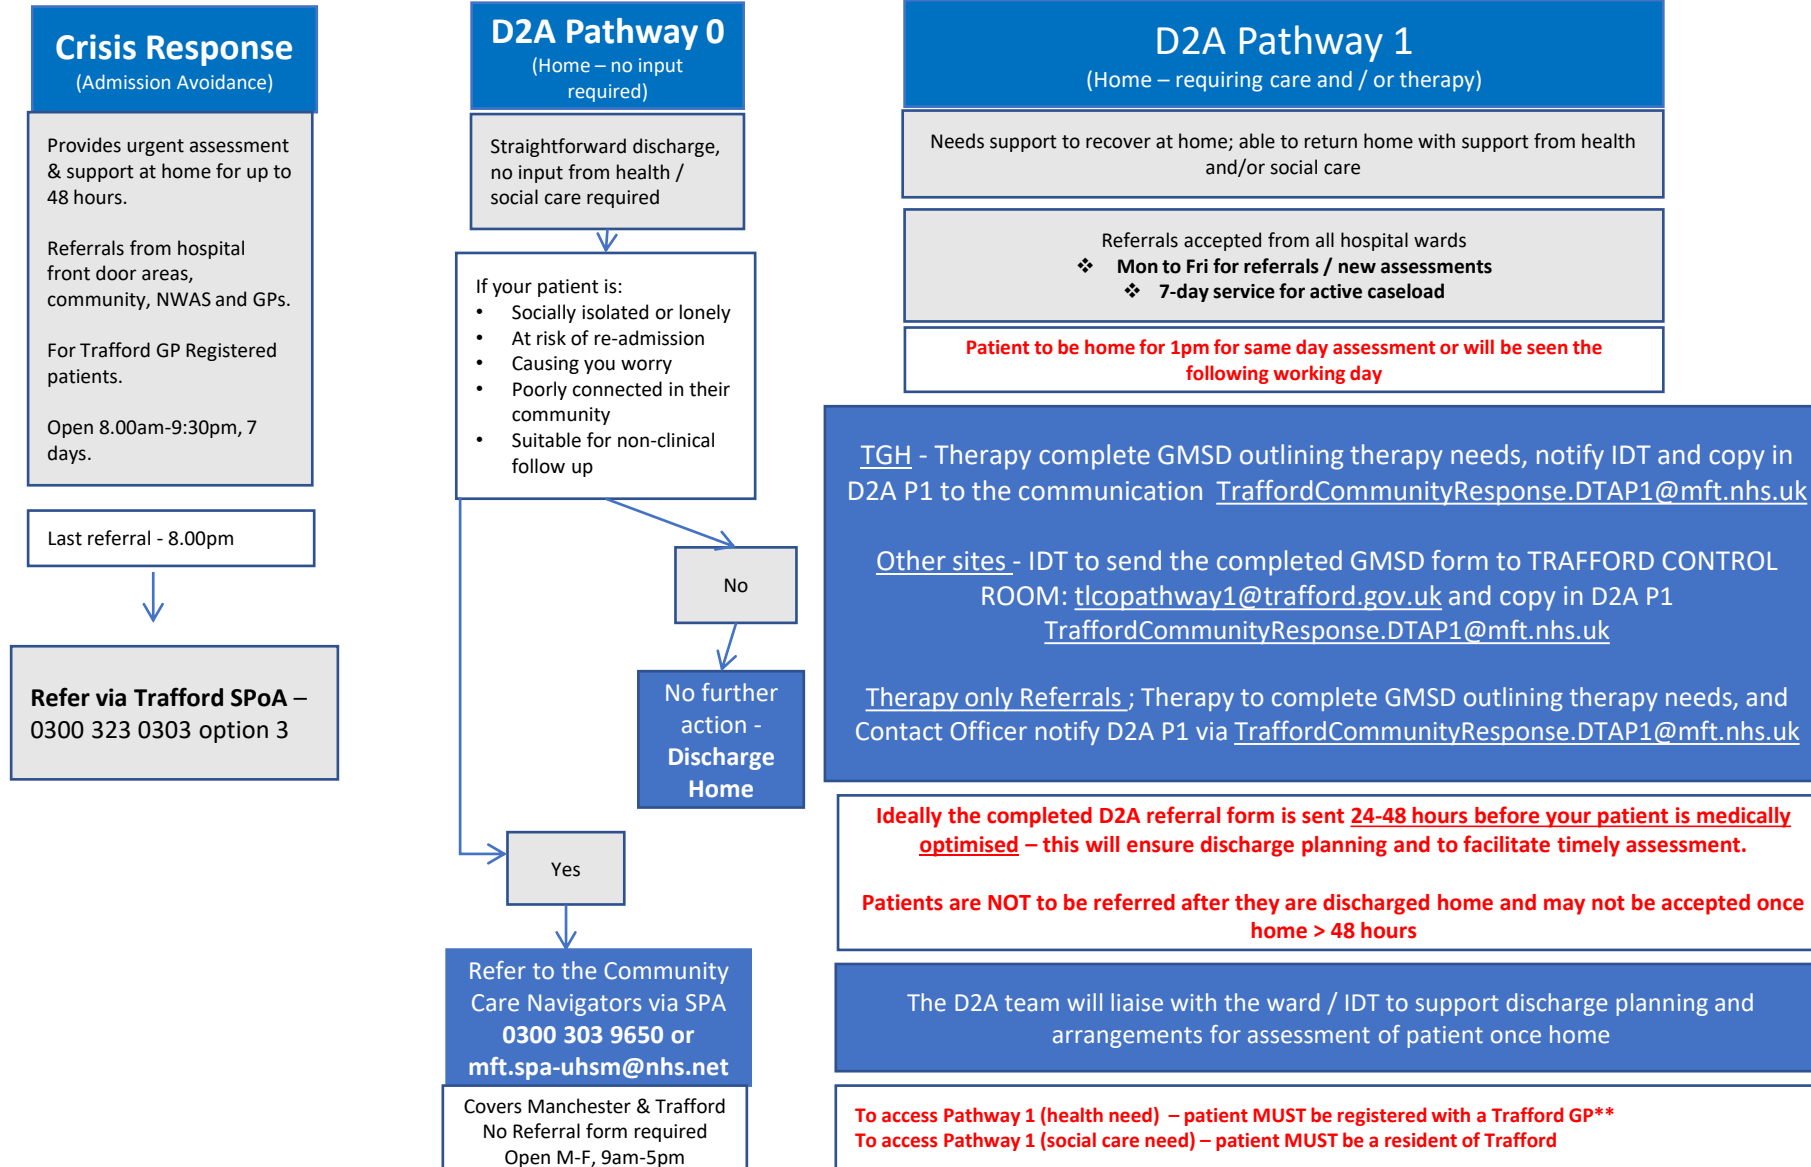 Crisis Response
(Admission Avoidance)
Provides urgent assessment
& support at home for up to
48 hours.
Referrals from hospital
front door areas,
community, NWAS and GPs.
For Trafford GP Registered
patients.
Open 8.00am-9:30pm, 7
days.
Last referral - 8.00pm
Refer via Trafford SPoA –
0300 323 0303 option 3
D2A Pathway 0
(Home – no input
required)
Straightforward discharge,
no input from health /
social care required
If your patient is:
• Socially isolated or lonely
• At risk of re-admission
• Causing you worry
• Poorly connected in their
community
• Suitable for non-clinical
follow up
No
No further
action -
Discharge
Home
Yes
Refer to the Community
Care Navigators via SPA
0300 303 9650 or
mft.spa-uhsm@nhs.net
Covers Manchester & Trafford
No Referral form required
Open M-F, 9am-5pm
D2A Pathway 1
(Home – requiring care and / or therapy)
Needs support to recover at home; able to return home with support from health
and/or social care
Referrals accepted from all hospital wards
❖ Mon to Fri for referrals / new assessments
❖ 7-day service for active caseload
Patient to be home for 1pm for same day assessment or will be seen the
following working day
TGH - Therapy complete GMSD outlining therapy needs, notify IDT and copy in
D2A P1 to the communication TraffordCommunityResponse.DTAP1@mft.nhs.uk
Other sites - IDT to send the completed GMSD form to TRAFFORD CONTROL
ROOM: tlcopathway1@trafford.gov.uk and copy in D2A P1
TraffordCommunityResponse.DTAP1@mft.nhs.uk
Therapy only Referrals ; Therapy to complete GMSD outlining therapy needs, and
Contact Officer notify D2A P1 via TraffordCommunityResponse.DTAP1@mft.nhs.uk
Ideally the completed D2A referral form is sent 24-48 hours before your patient is medically
optimised – this will ensure discharge planning and to facilitate timely assessment.
Patients are NOT to be referred after they are discharged home and may not be accepted once
home > 48 hours
The D2A team will liaise with the ward / IDT to support discharge planning and
arrangements for assessment of patient once home
To access Pathway 1 (health need) – patient MUST be registered with a Trafford GP**
To access Pathway 1 (social care need) – patient MUST be a resident of Trafford